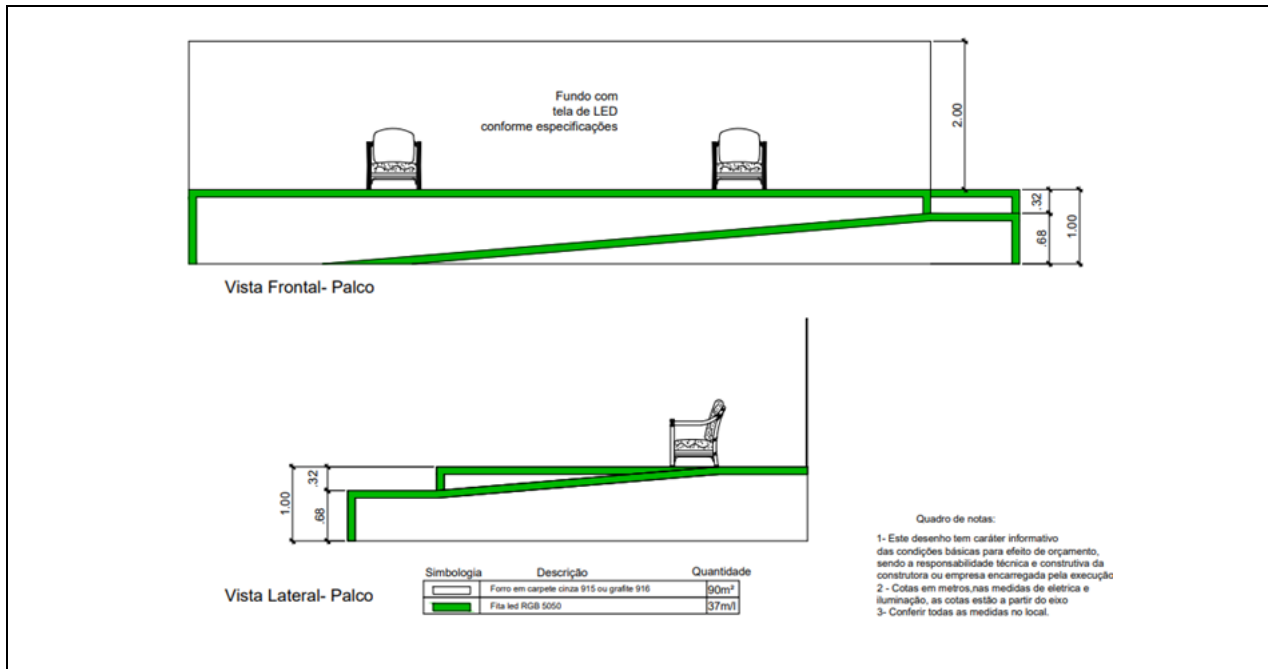 Fundo com
tela de LED
conforme especificações
2.00
.32
.68
1.00
Vista Frontal- Palco
1.00
.32
.68
Vista Lateral- Palco
Simbologia Descrição Quantidade
Forro em carpete cinza 915 ou grafite 916 90m²
Fita led RGB 5050 37m/l
Quadro de notas:
1- Este desenho tem caráter informativo
das condições básicas para efeito de orçamento,
sendo a responsabilidade técnica e construtiva da
construtora ou empresa encarregada pela execução
2 - Cotas em metros,nas medidas de eletrica e
iluminação, as cotas estão a partir do eixo
3- Conferir todas as medidas no local.